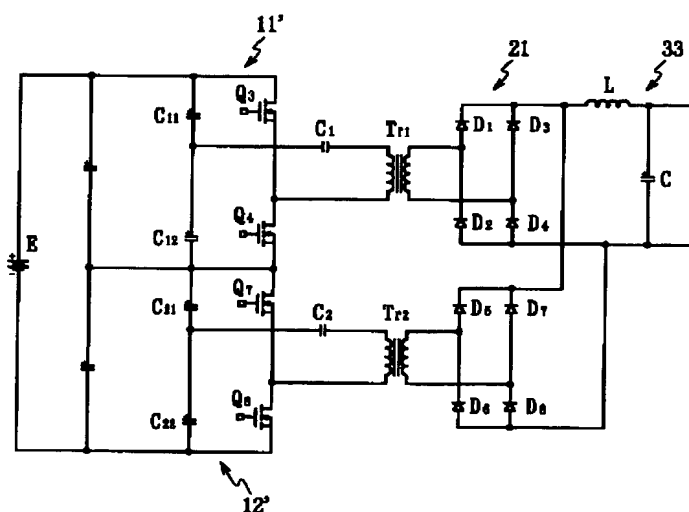 11'
21
33
Q3
L
C11
C1
Tr1
D1
D3
C
Q4
D2
D4
E
C12
Q7
C21
C2
Tr2
D5
D7
Q8
D6
D8
C22
12'